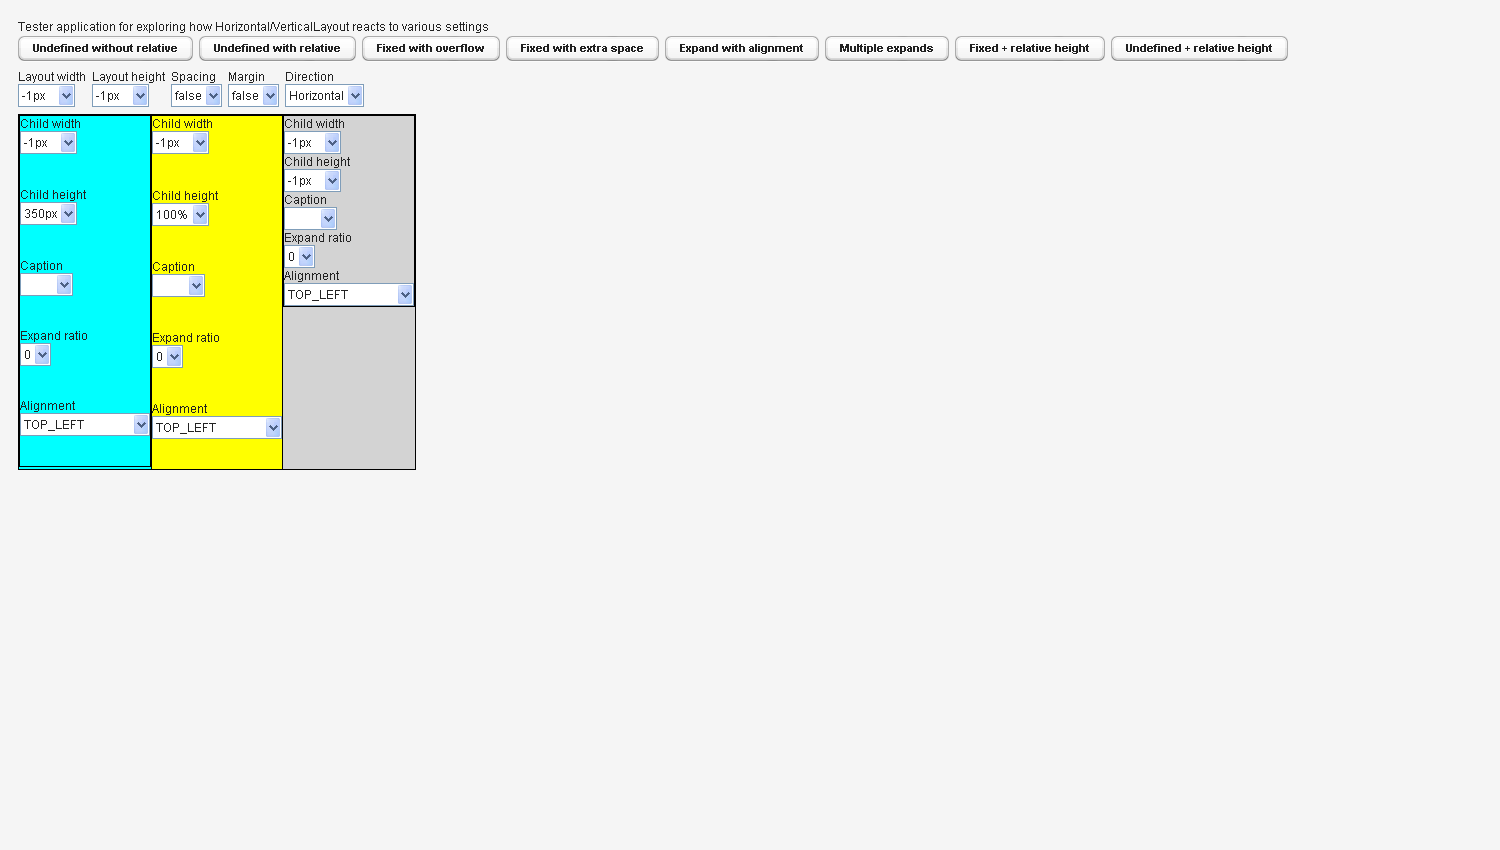 Tester application for exploring how Horizontal/VerticalLayout reacts to various settings
Undefined without relative Undefined with relative Fixed with overflow Fixed with extra space Expand with alignment Multiple expands Fixed + relative height Undefined + relative height
Layout width Layout height Spacing Margin Direction
-1px -1px false false Horizontal
Child width
-1px
Child height
350px
Caption
Expand ratio
0
Alignment
TOP_LEFT
Child width
-1px
Child height
100%
Caption
Expand ratio
0
Alignment
TOP_LEFT
Child width
-1px
Child height
-1px
Caption
Expand ratio
0
Alignment
TOP_LEFT